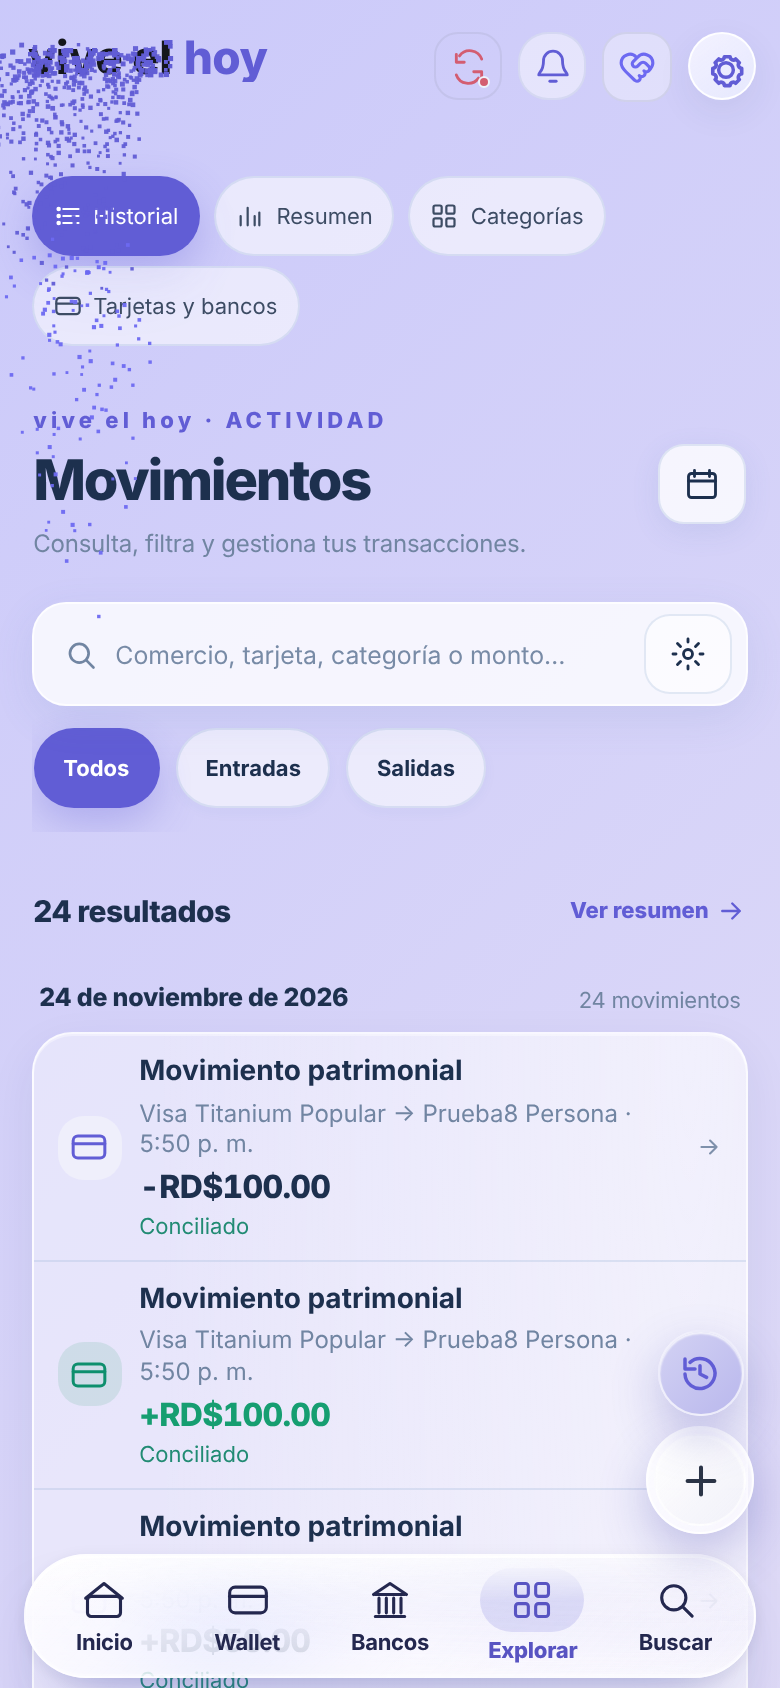 vive el hoy
Historial
Resumen
Categorías
Tarjetas y bancos
vive el hoy · ACTIVIDAD
Movimientos
Consulta, filtra y gestiona tus transacciones.
Comercio, tarjeta, categoría o monto...
Todos
Entradas
Salidas
24 resultados
Ver resumen →
24 de noviembre de 2026
24 movimientos
Movimiento patrimonial
Visa Titanium Popular → Prueba8 Persona ·
5:50 p. m.
→
-RD$100.00
Conciliado
Movimiento patrimonial
Visa Titanium Popular → Prueba8 Persona ·
5:50 p. m.
+RD$100.00
Conciliado
Movimiento patrimonial
Inicio
Wallet
Bancos
Explorar
Buscar
Conciliado